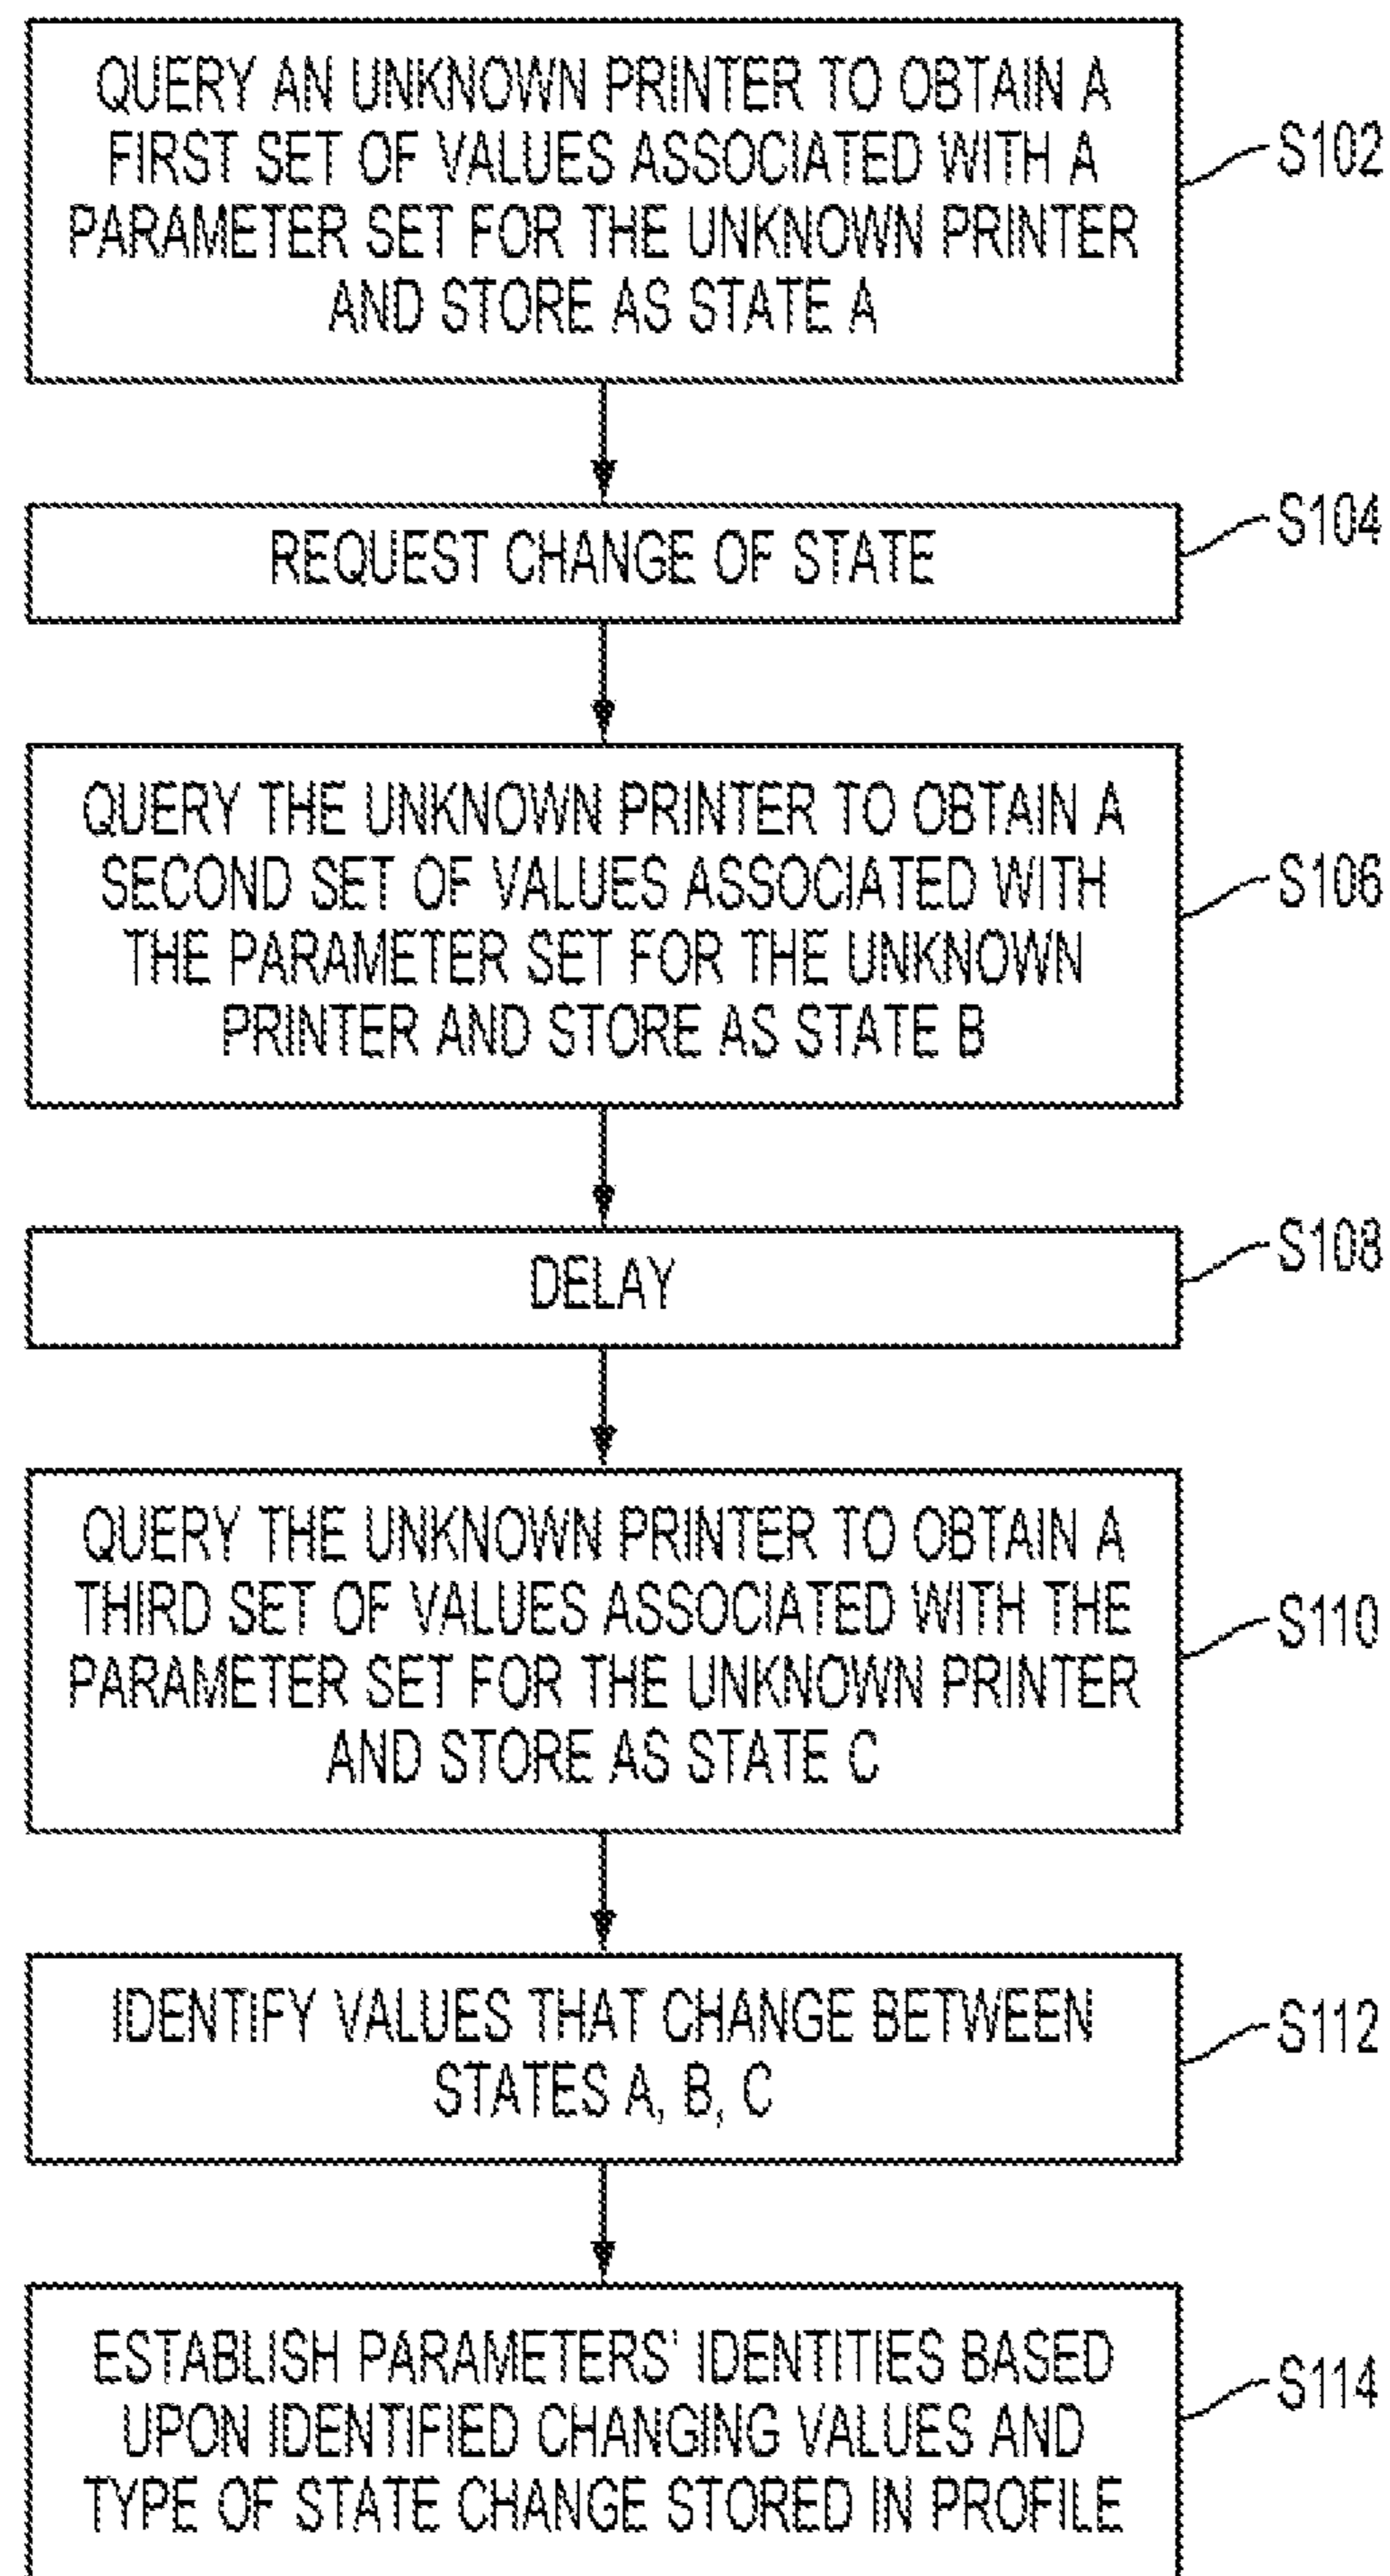 QUERY AN UNKNOWN PRINTER TO OBTAIN A
FIRST SET OF VALUES ASSOCIATED WITH A
PARAMETER SET FOR THE UNKNOWN PRINTER
AND STORE AS STATE A
S102
REQUEST CHANGE OF STATE
S104
QUERY THE UNKNOWN PRINTER TO OBTAIN A
SECOND SET OF VALUES ASSOCIATED WITH
THE PARAMETER SET FOR THE UNKNOWN
PRINTER AND STORE AS STATE B
S106
DELAY
S108
QUERY THE UNKNOWN PRINTER TO OBTAIN A
THIRD SET OF VALUES ASSOCIATED WITH THE
PARAMETER SET FOR THE UNKNOWN PRINTER
AND STORE AS STATE C
S110
IDENTIFY VALUES THAT CHANGE BETWEEN
STATES A, B, C
S112
ESTABLISH PARAMETERS' IDENTITIES BASED
UPON IDENTIFIED CHANGING VALUES AND
TYPE OF STATE CHANGE STORED IN PROFILE
S114